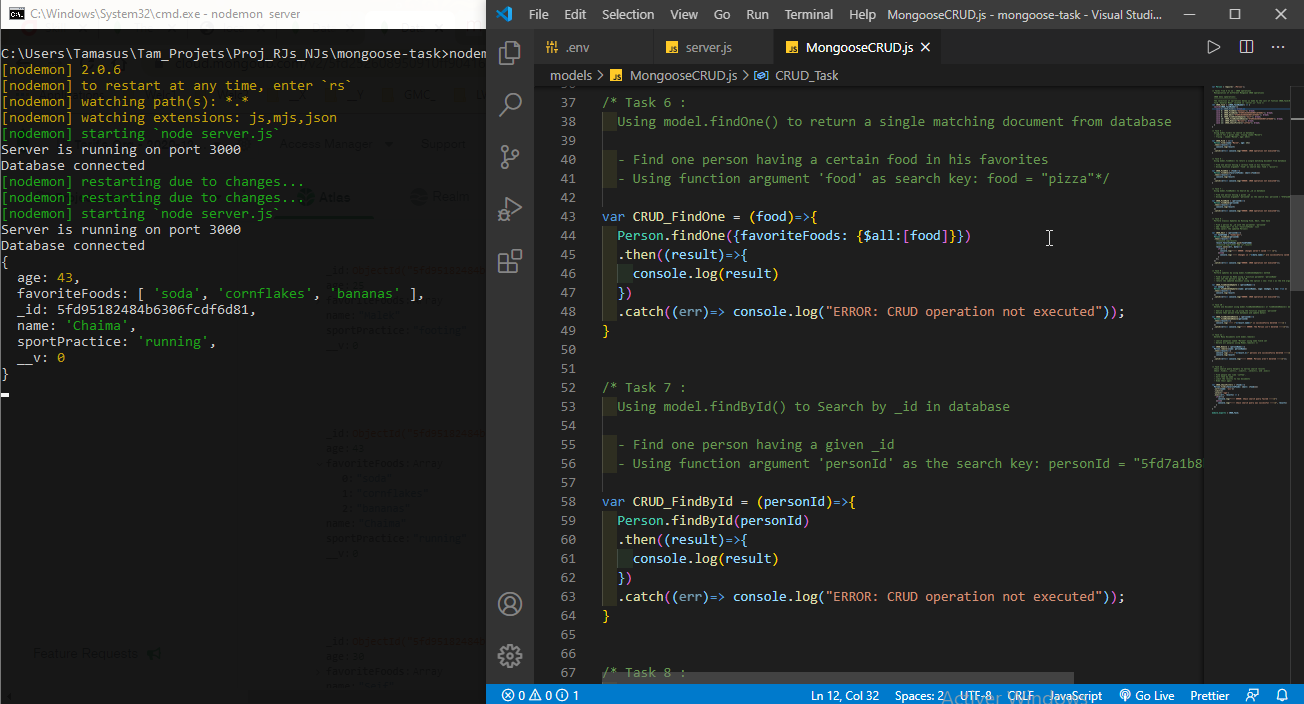 C:\Windows\System32\cmd.exe - nodemon server
C:\Users\Tamasus\Tam_Projets\Proj_RJs_NJs\mongoose-task>nodem
[nodemon] 2.0.6
[nodemon] to restart at any time, enter `rs`
[nodemon] watching path(s): *.*
[nodemon] watching extensions: js,mjs,json
[nodemon] starting `node server.js`
Server is running on port 3000
Database connected
[nodemon] restarting due to changes...
[nodemon] restarting due to changes...
[nodemon] starting `node server.js`
Server is running on port 3000
Database connected
{
age: 43,
favoriteFoods: [ 'soda', 'cornflakes', 'bananas' ],
_id: 5fd95182484b6306fcdf6d81,
name: 'Chaima',
sportPractice: 'running',
__v: 0
}
Feature Requests
File Edit Selection View Go Run Terminal Help MongooseCRUD.js - mongoose-task - Visual Studi...
.env server.js MongooseCRUD.js
models > MongooseCRUD.js > CRUD_Task
37 /* Task 6 :
38 Using model.findOne() to return a single matching document from database
39
40 - Find one person having a certain food in his favorites
41 - Using function argument 'food' as search key: food = "pizza"*/
42
43 var CRUD_FindOne = (food)=>{
44 Person.findOne({favoriteFoods: {$all:[food]}})
45 .then((result)=>{
46 console.log(result)
47 })
48 .catch((err)=> console.log("ERROR: CRUD operation not executed"));
49 }
50
51
52 /* Task 7 :
53 Using model.findById() to Search by _id in database
54
55 - Find one person having a given _id
56 - Using function argument 'personId' as the search key: personId = "5fd7a1b8
57
58 var CRUD_FindById = (personId)=>{
59 Person.findById(personId)
60 .then((result)=>{
61 console.log(result)
62 })
63 .catch((err)=> console.log("ERROR: CRUD operation not executed"));
64 }
65
66
67 /* Task 8 :
0 0 1 Ln 12, Col 32 Spaces: 2 UTF-8 CRLF JavaScript Go Live Prettier
Activer Windows